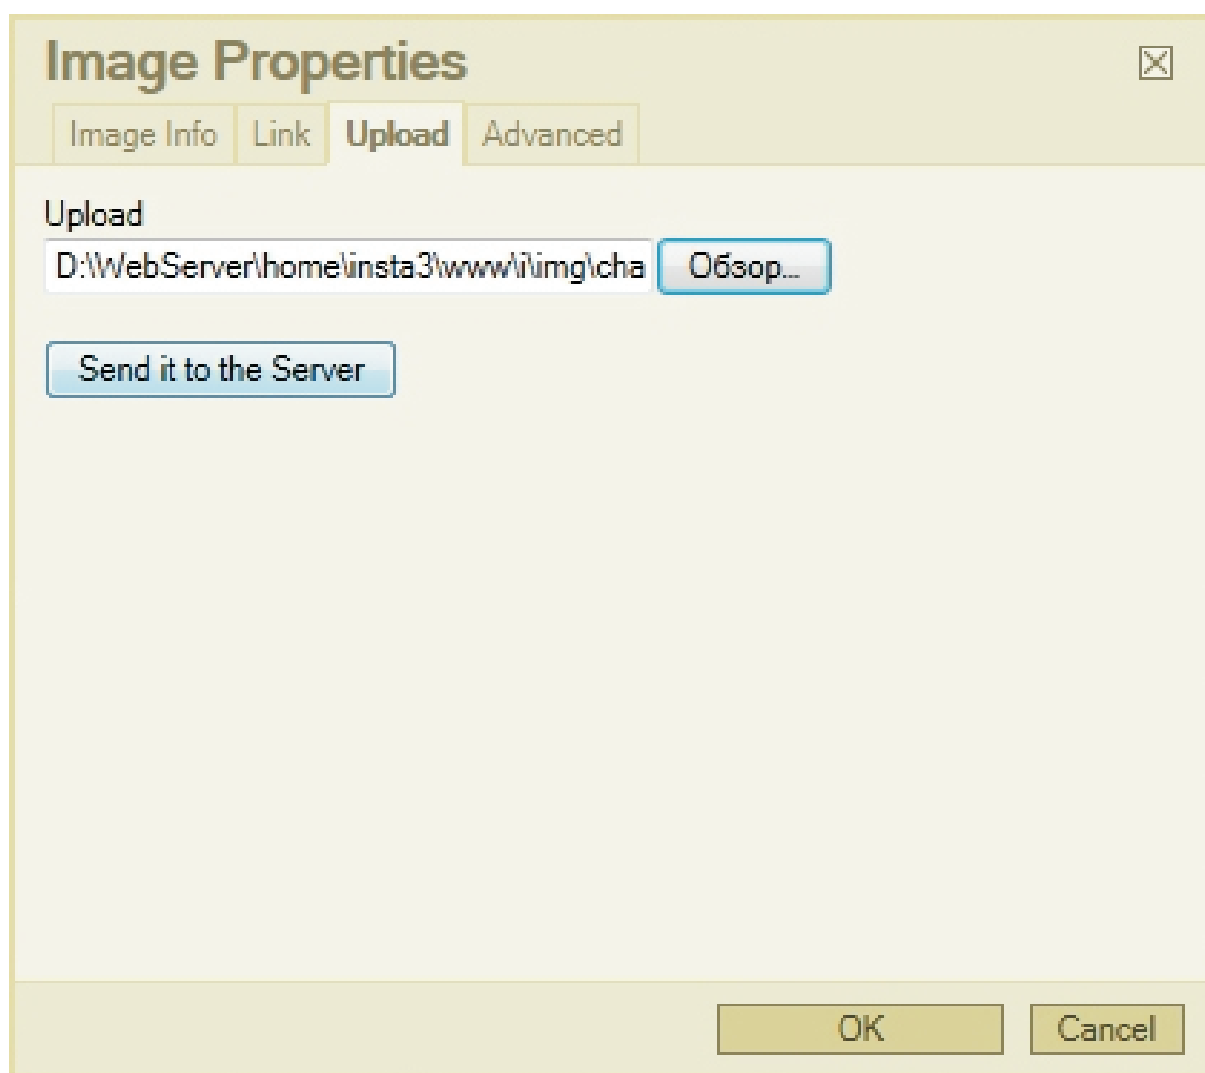 Image Properties
Image Info Link Upload Advanced
Upload
D:\WebServer\home\insta3\www\i\img\cha Обзор...
Send it to the Server
OK Cancel